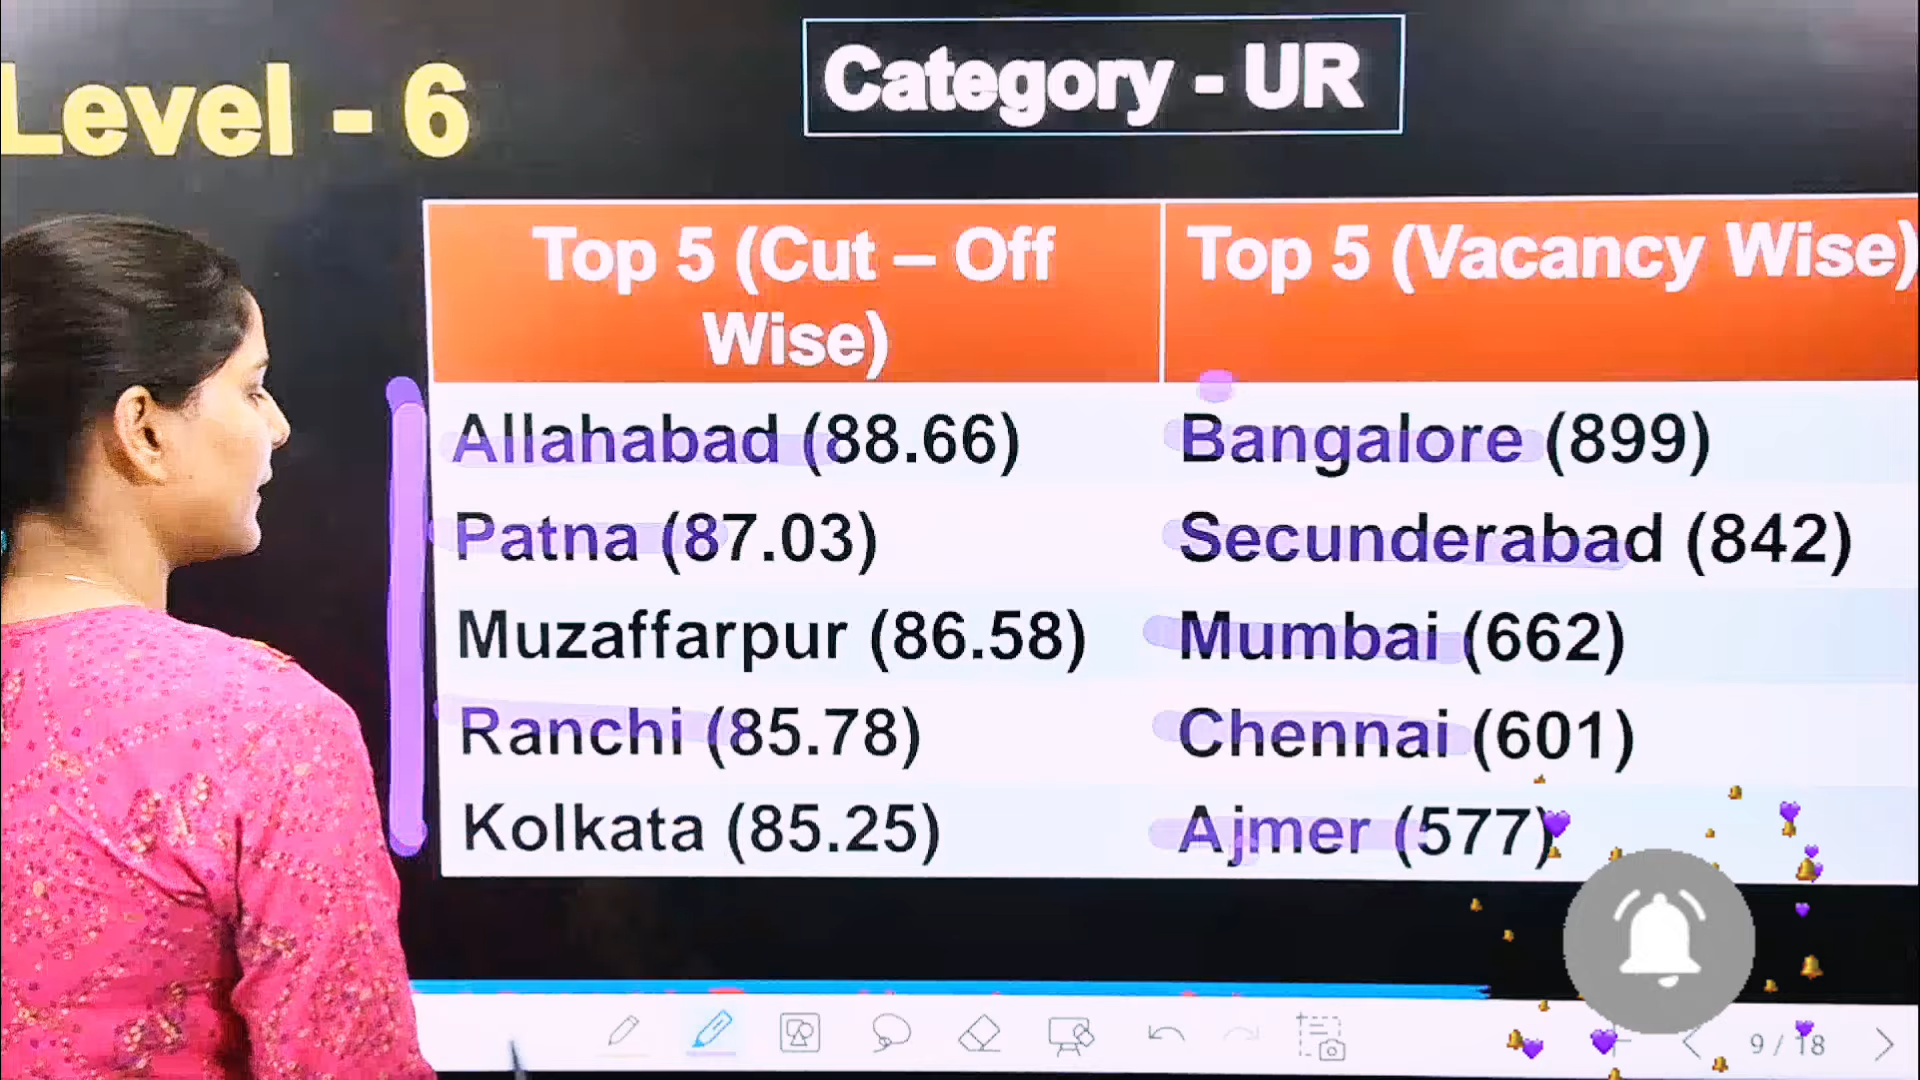 Level - 6
Category - UR
Top 5 (Cut – Off
Wise)
Top 5 (Vacancy Wise)
Allahabad (88.66)
Bangalore (899)
Patna (87.03)
Secunderabad (842)
Muzaffarpur (86.58)
Mumbai (662)
Ranchi (85.78)
Chennai (601)
Kolkata (85.25)
Ajmer (577)
9 / 18